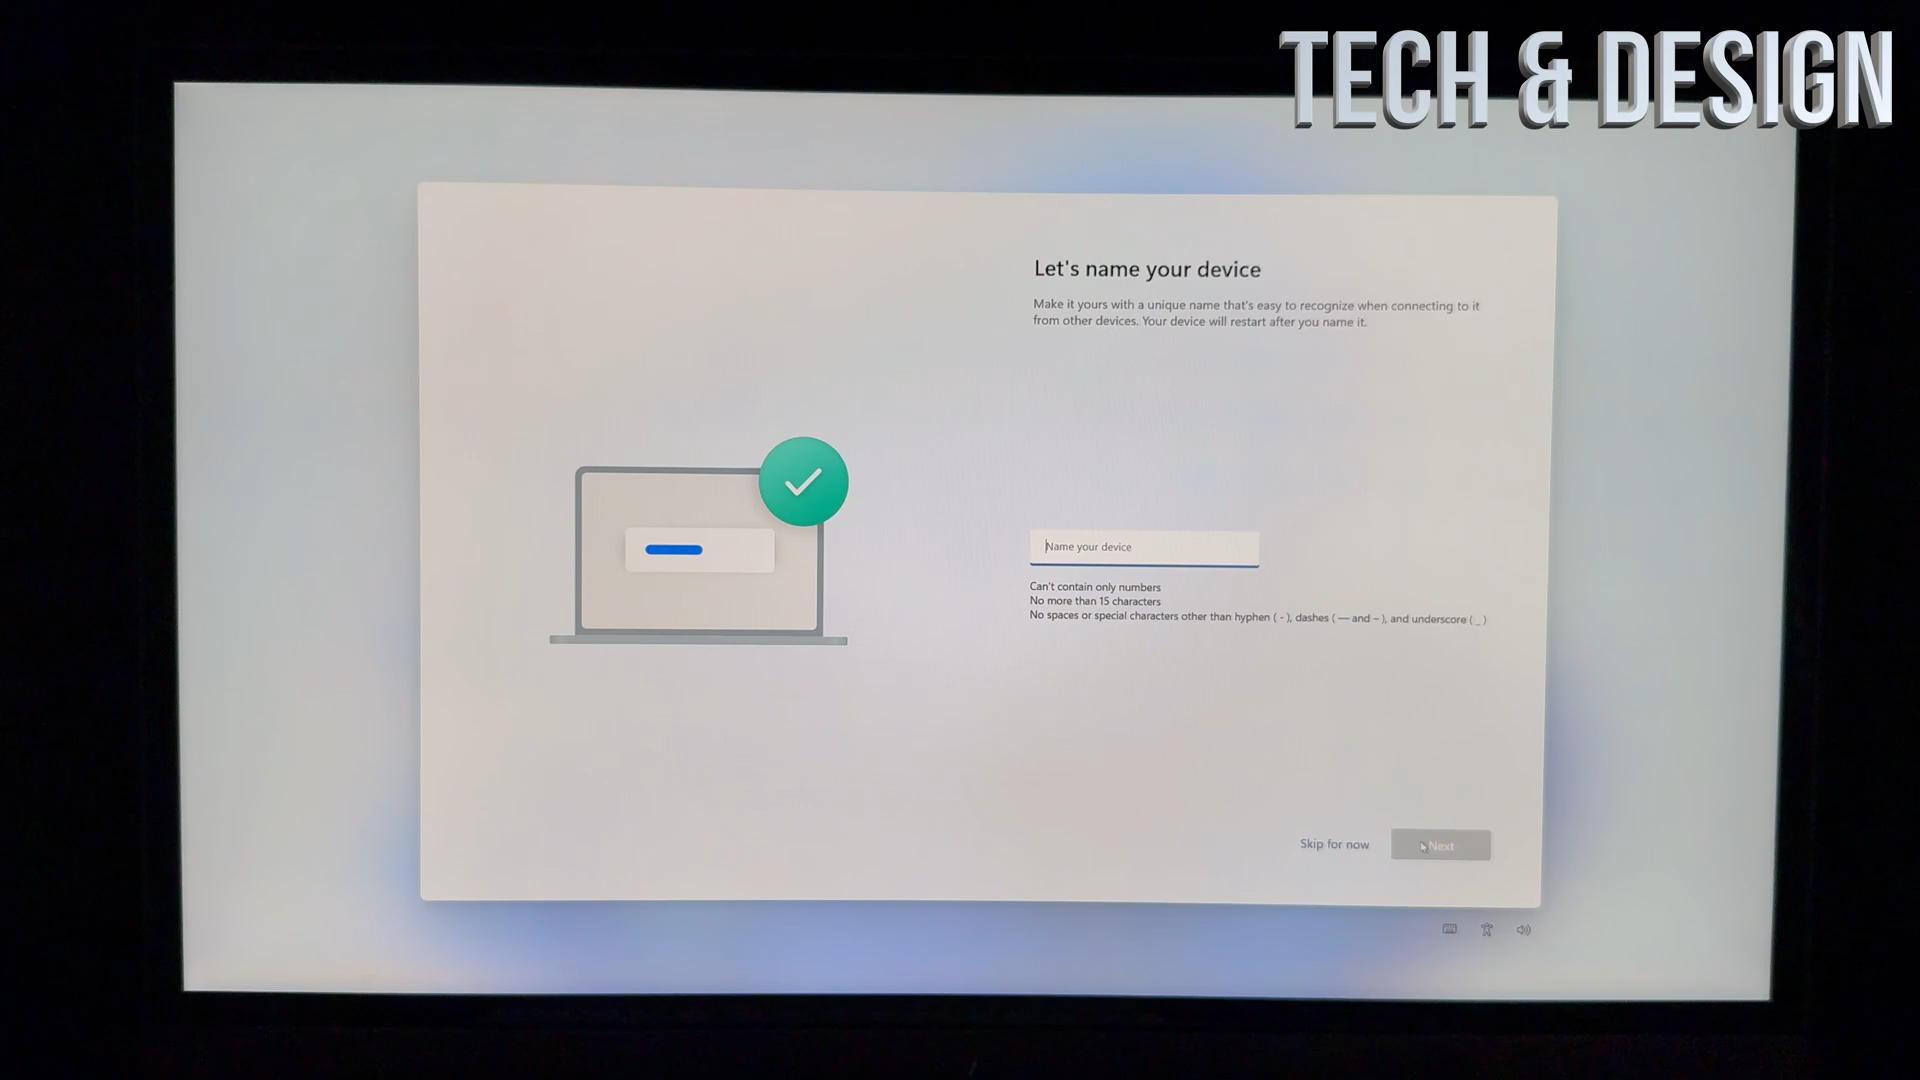 TECH & DESIGN
Let's name your device
Make it yours with a unique name that's easy to recognize when connecting to it
from other devices. Your device will restart after you name it.
Name your device
Can't contain only numbers
No more than 15 characters
No spaces or special characters other than hyphen ( - ), dashes ( — and – ), and underscore ( _ )
Skip for now
Next